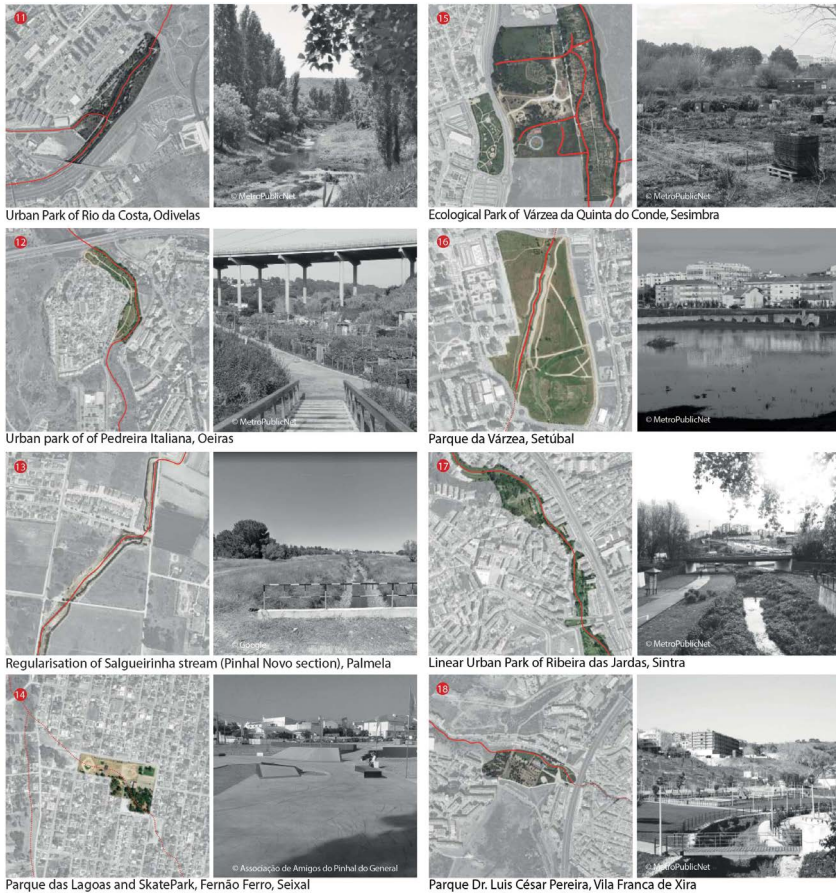 11
© MetroPublicNet
Urban Park of Rio da Costa, Odivelas
12
© MetroPublicNet
Urban park of of Pedreira Italiana, Oeiras
13
© Google
Regularisation of Salgueirinha stream (Pinhal Novo section), Palmela
14
© Associação de Amigos do Pinhal do General
Parque das Lagoas and SkatePark, Fernão Ferro, Seixal
15
© MetroPublicNet
Ecological Park of Várzea da Quinta do Conde, Sesimbra
16
© MetroPublicNet
Parque da Várzea, Setúbal
17
© MetroPublicNet
Linear Urban Park of Ribeira das Jardas, Sintra
18
© MetroPublicNet
Parque Dr. Luis César Pereira, Vila Franca de Xira